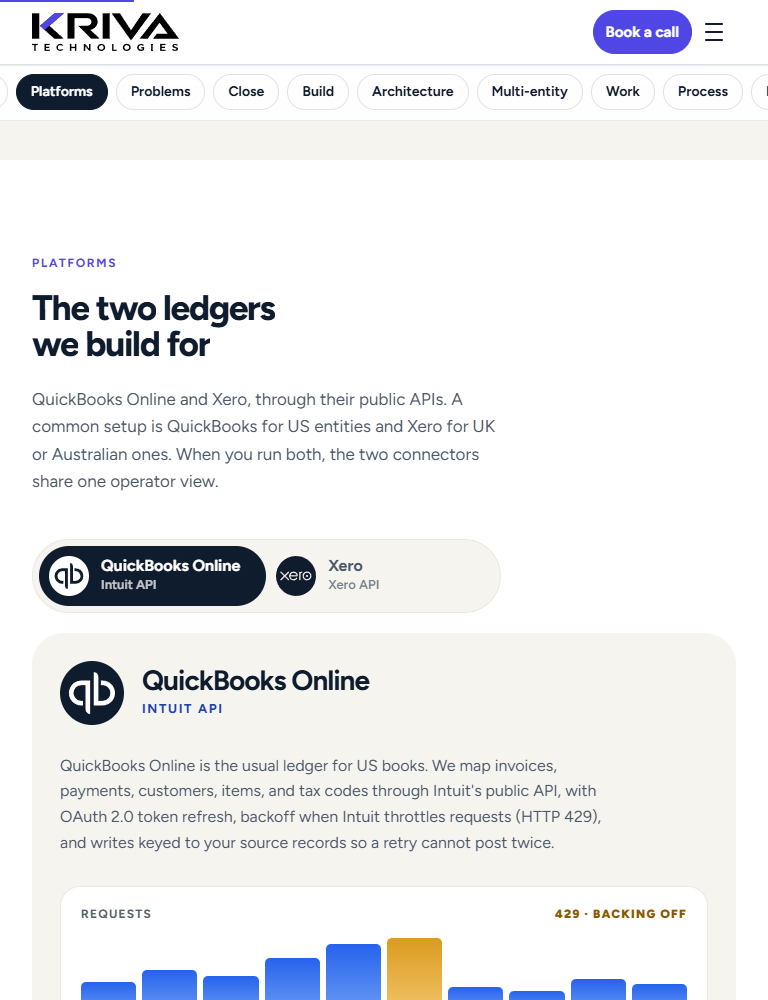 KRIVA
TECHNOLOGIES
Book a call
Platforms
Problems
Close
Build
Architecture
Multi-entity
Work
Process
PLATFORMS
The two ledgers
we build for
QuickBooks Online and Xero, through their public APIs. A
common setup is QuickBooks for US entities and Xero for UK
or Australian ones. When you run both, the two connectors
share one operator view.
qb
QuickBooks Online
Intuit API
xero
Xero
Xero API
qb
QuickBooks Online
INTUIT API
QuickBooks Online is the usual ledger for US books. We map invoices,
payments, customers, items, and tax codes through Intuit's public API, with
OAuth 2.0 token refresh, backoff when Intuit throttles requests (HTTP 429),
and writes keyed to your source records so a retry cannot post twice.
REQUESTS
429 · BACKING OFF